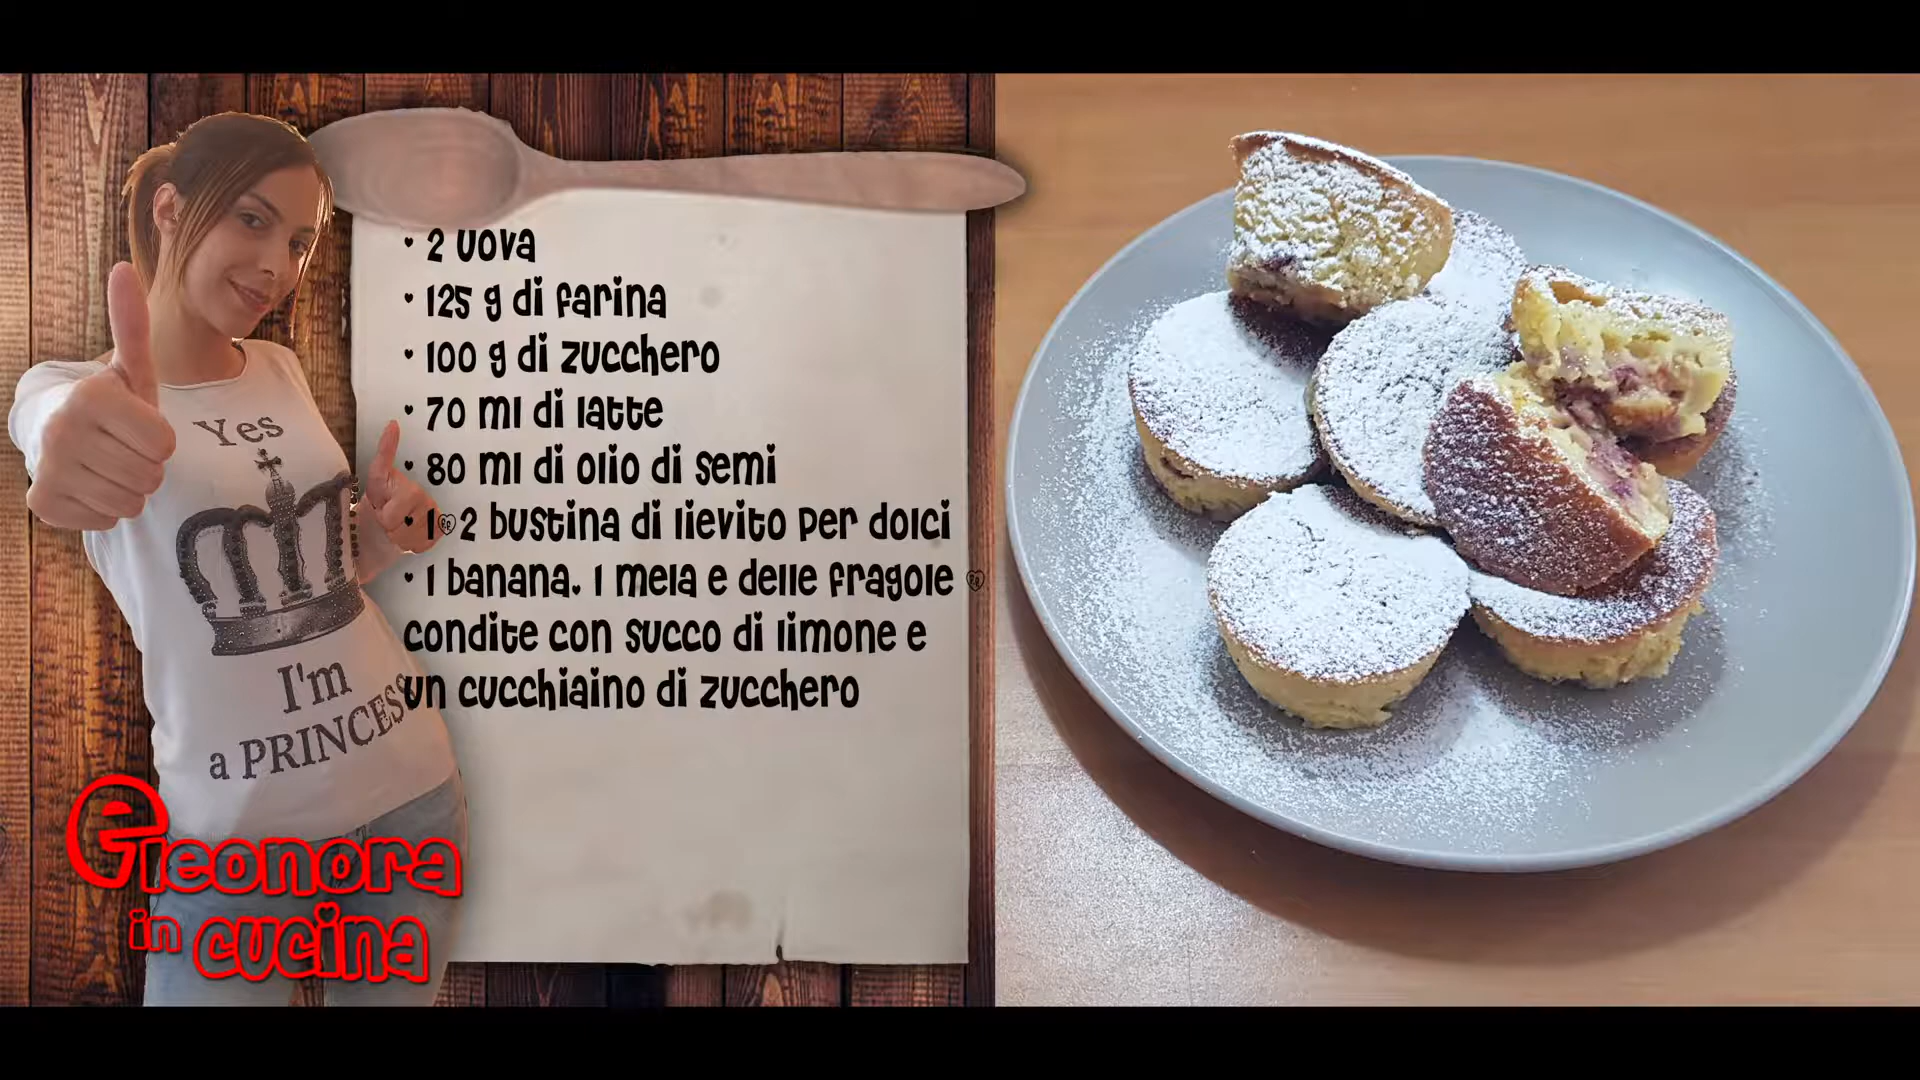 • 2 uova
• 125 g di farina
• 100 g di zucchero
• 70 ml di latte
• 80 ml di olio di semi
• 1 2 bustina di lievito per dolci
• 1 banana, 1 mela e delle fragole
condite con succo di limone e
un cucchiaino di zucchero
Yes
I'm
a PRINCESS
Eleonora
in cucina